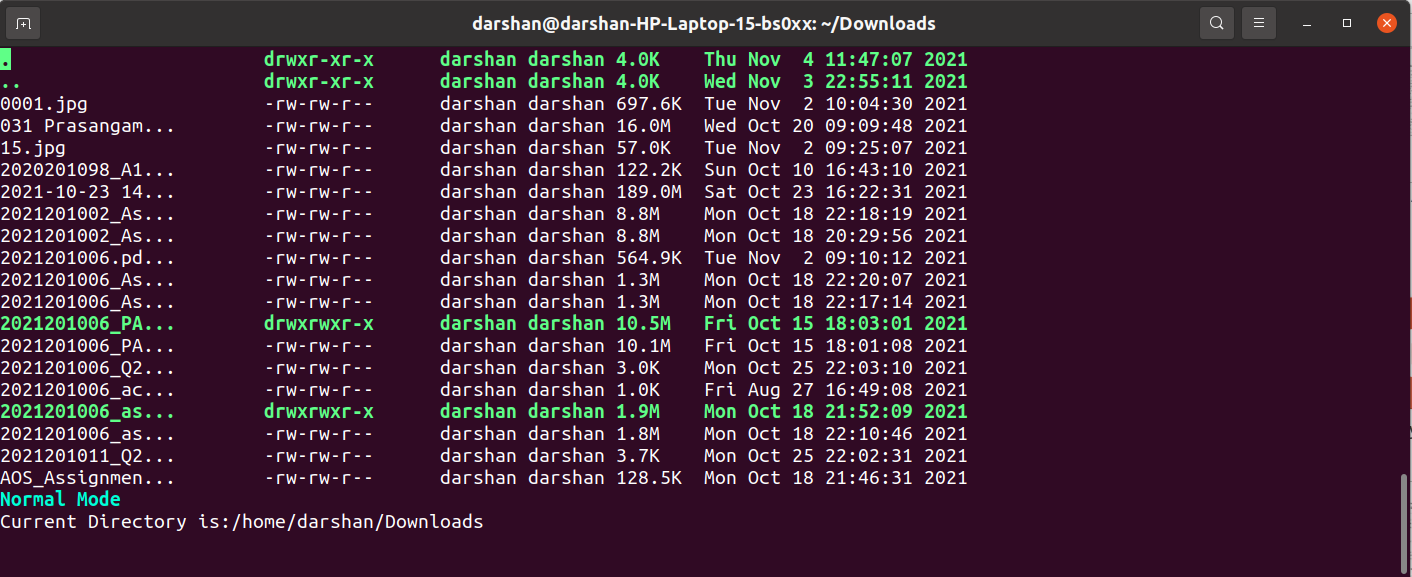 darshan@darshan-HP-Laptop-15-bs0xx: ~/Downloads
. drwxr-xr-x darshan darshan 4.0K Thu Nov 4 11:47:07 2021
.. drwxr-xr-x darshan darshan 4.0K Wed Nov 3 22:55:11 2021
0001.jpg -rw-rw-r-- darshan darshan 697.6K Tue Nov 2 10:04:30 2021
031 Prasangam... -rw-rw-r-- darshan darshan 16.0M Wed Oct 20 09:09:48 2021
15.jpg -rw-rw-r-- darshan darshan 57.0K Tue Nov 2 09:25:07 2021
2020201098_A1... -rw-rw-r-- darshan darshan 122.2K Sun Oct 10 16:43:10 2021
2021-10-23 14... -rw-rw-r-- darshan darshan 189.0M Sat Oct 23 16:22:31 2021
2021201002_As... -rw-rw-r-- darshan darshan 8.8M Mon Oct 18 22:18:19 2021
2021201002_As... -rw-rw-r-- darshan darshan 8.8M Mon Oct 18 20:29:56 2021
2021201006.pd... -rw-rw-r-- darshan darshan 564.9K Tue Nov 2 09:10:12 2021
2021201006_As... -rw-rw-r-- darshan darshan 1.3M Mon Oct 18 22:20:07 2021
2021201006_As... -rw-rw-r-- darshan darshan 1.3M Mon Oct 18 22:17:14 2021
2021201006_PA... drwxrwxr-x darshan darshan 10.5M Fri Oct 15 18:03:01 2021
2021201006_PA... -rw-rw-r-- darshan darshan 10.1M Fri Oct 15 18:01:08 2021
2021201006_Q2... -rw-rw-r-- darshan darshan 3.0K Mon Oct 25 22:03:10 2021
2021201006_ac... -rw-rw-r-- darshan darshan 1.0K Fri Aug 27 16:49:08 2021
2021201006_as... drwxrwxr-x darshan darshan 1.9M Mon Oct 18 21:52:09 2021
2021201006_as... -rw-rw-r-- darshan darshan 1.8M Mon Oct 18 22:10:46 2021
2021201011_Q2... -rw-rw-r-- darshan darshan 3.7K Mon Oct 25 22:02:31 2021
AOS_Assignmen... -rw-rw-r-- darshan darshan 128.5K Mon Oct 18 21:46:31 2021
Normal Mode
Current Directory is:/home/darshan/Downloads